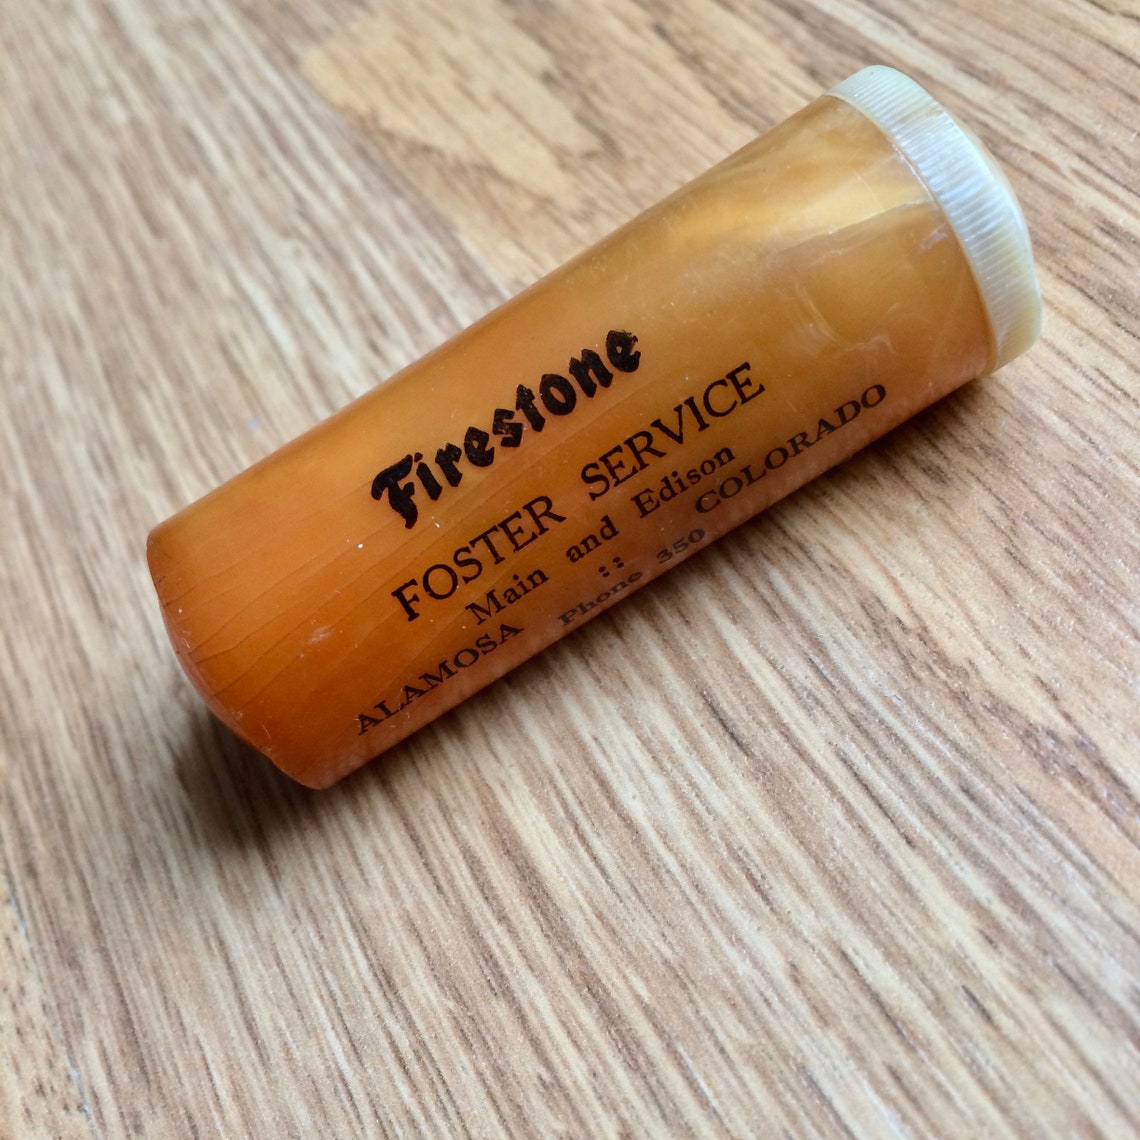 Firestone
FOSTER SERVICE
Main and Edison
:: Phone 350
ALAMOSA COLORADO